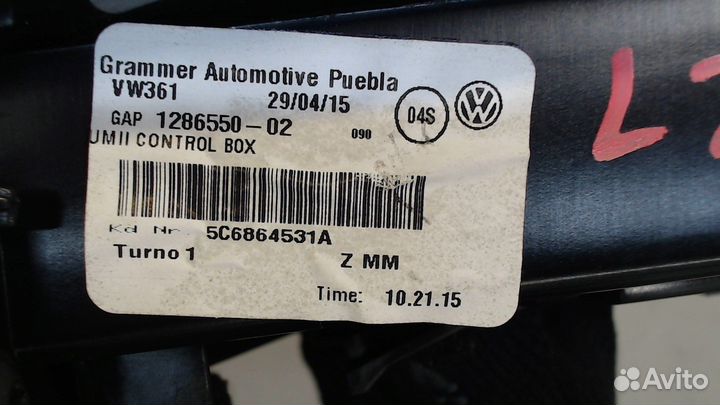 Grammer Automotive Puebla
VW361 29/04/15
04S
GAP 1286550-02 090
UMII CONTROL BOX
Kd Nr. 5C6864531A
Turno 1 Z MM
Time: 10.21.15
Avito